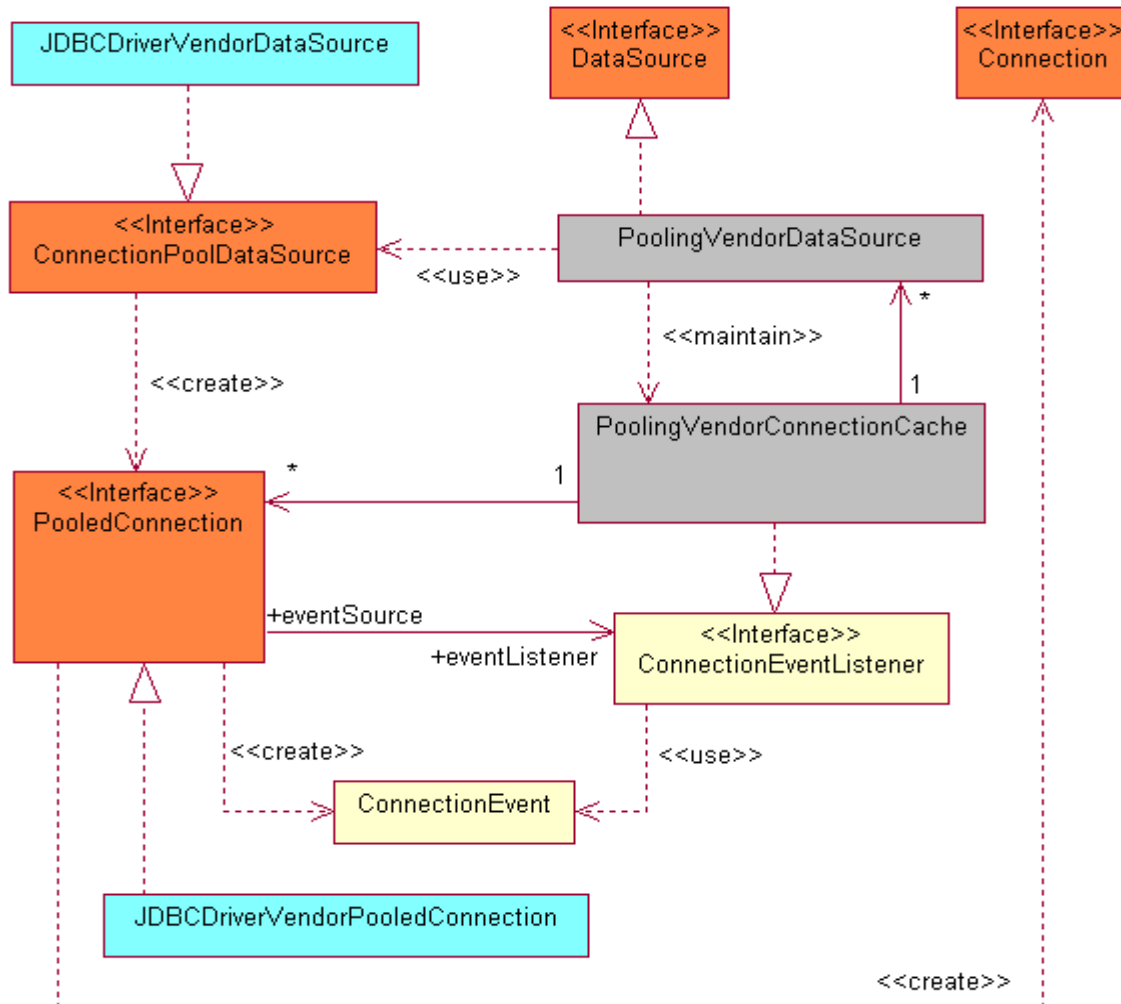 JDBCDriverVendorDataSource
<<Interface>>
DataSource
<<Interface>>
Connection
<<Interface>>
ConnectionPoolDataSource
PoolingVendorDataSource
<<use>>
*
<<maintain>>
<<create>>
1
PoolingVendorConnectionCache
*
1
<<Interface>>
PooledConnection
+eventSource
+eventListener
<<Interface>>
ConnectionEventListener
<<create>>
<<use>>
ConnectionEvent
JDBCDriverVendorPooledConnection
<<create>>